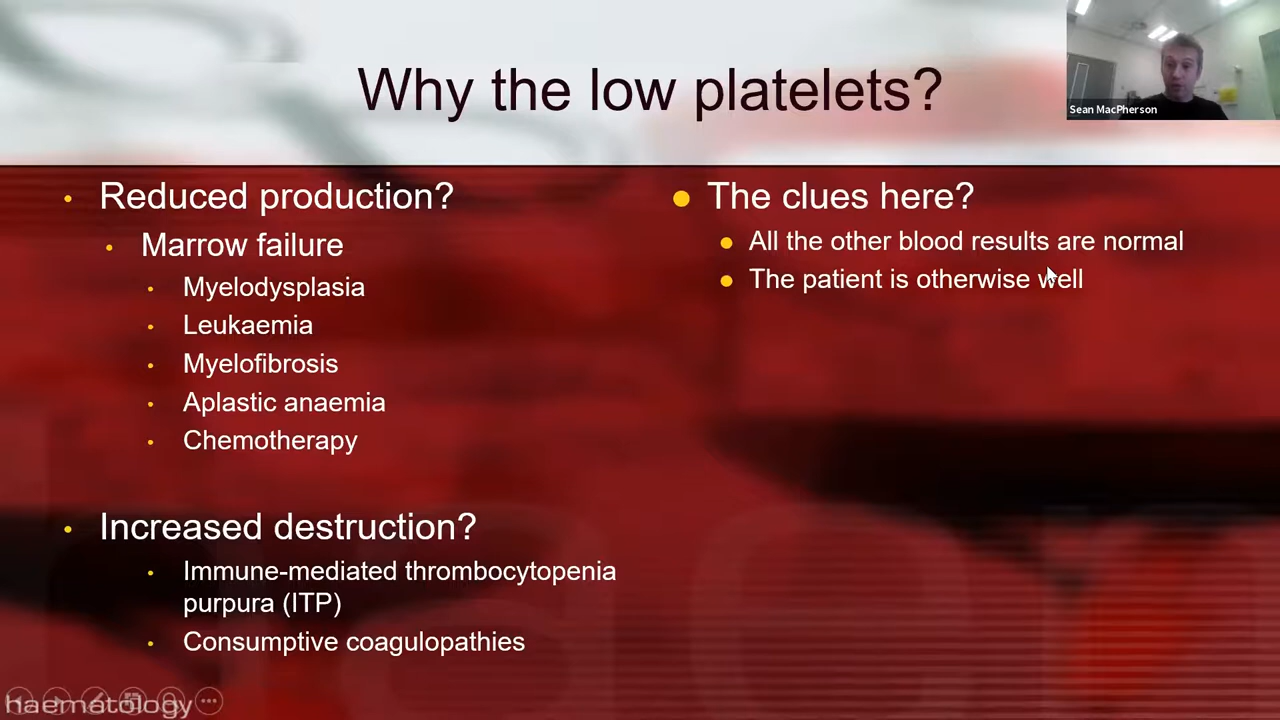 Why the low platelets?
Sean MacPherson
Reduced production?
Marrow failure
Myelodysplasia
Leukaemia
Myelofibrosis
Aplastic anaemia
Chemotherapy
Increased destruction?
Immune-mediated thrombocytopenia
purpura (ITP)
Consumptive coagulopathies
The clues here?
All the other blood results are normal
The patient is otherwise well
haematology